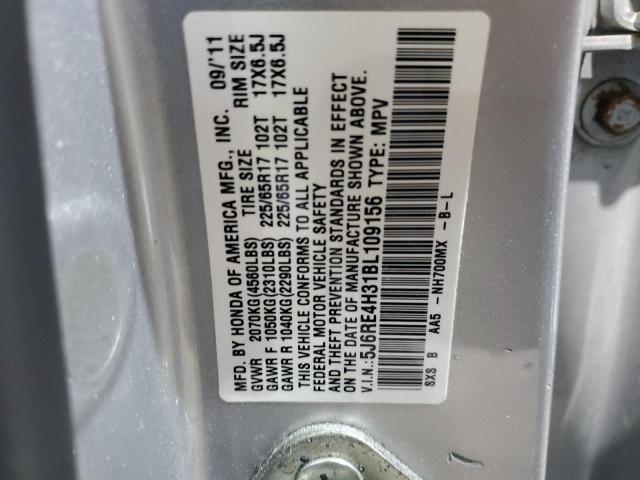 MFD. BY HONDA OF AMERICA MFG., INC. 09/'11
TIRE SIZE RIM SIZE
GVWR 2070KG(4560LBS)
GAWR F 1050KG(2310LBS) 225/65R17 102T 17X6.5J
GAWR R 1040KG(2290LBS) 225/65R17 102T 17X6.5J
THIS VEHICLE CONFORMS TO ALL APPLICABLE
FEDERAL MOTOR VEHICLE SAFETY
AND THEFT PREVENTION STANDARDS IN EFFECT
ON THE DATE OF MANUFACTURE SHOWN ABOVE.
V.I.N.:5J6RE4H31BL109156 TYPE: MPV
SXS B AA5 -NH700MX -B-L